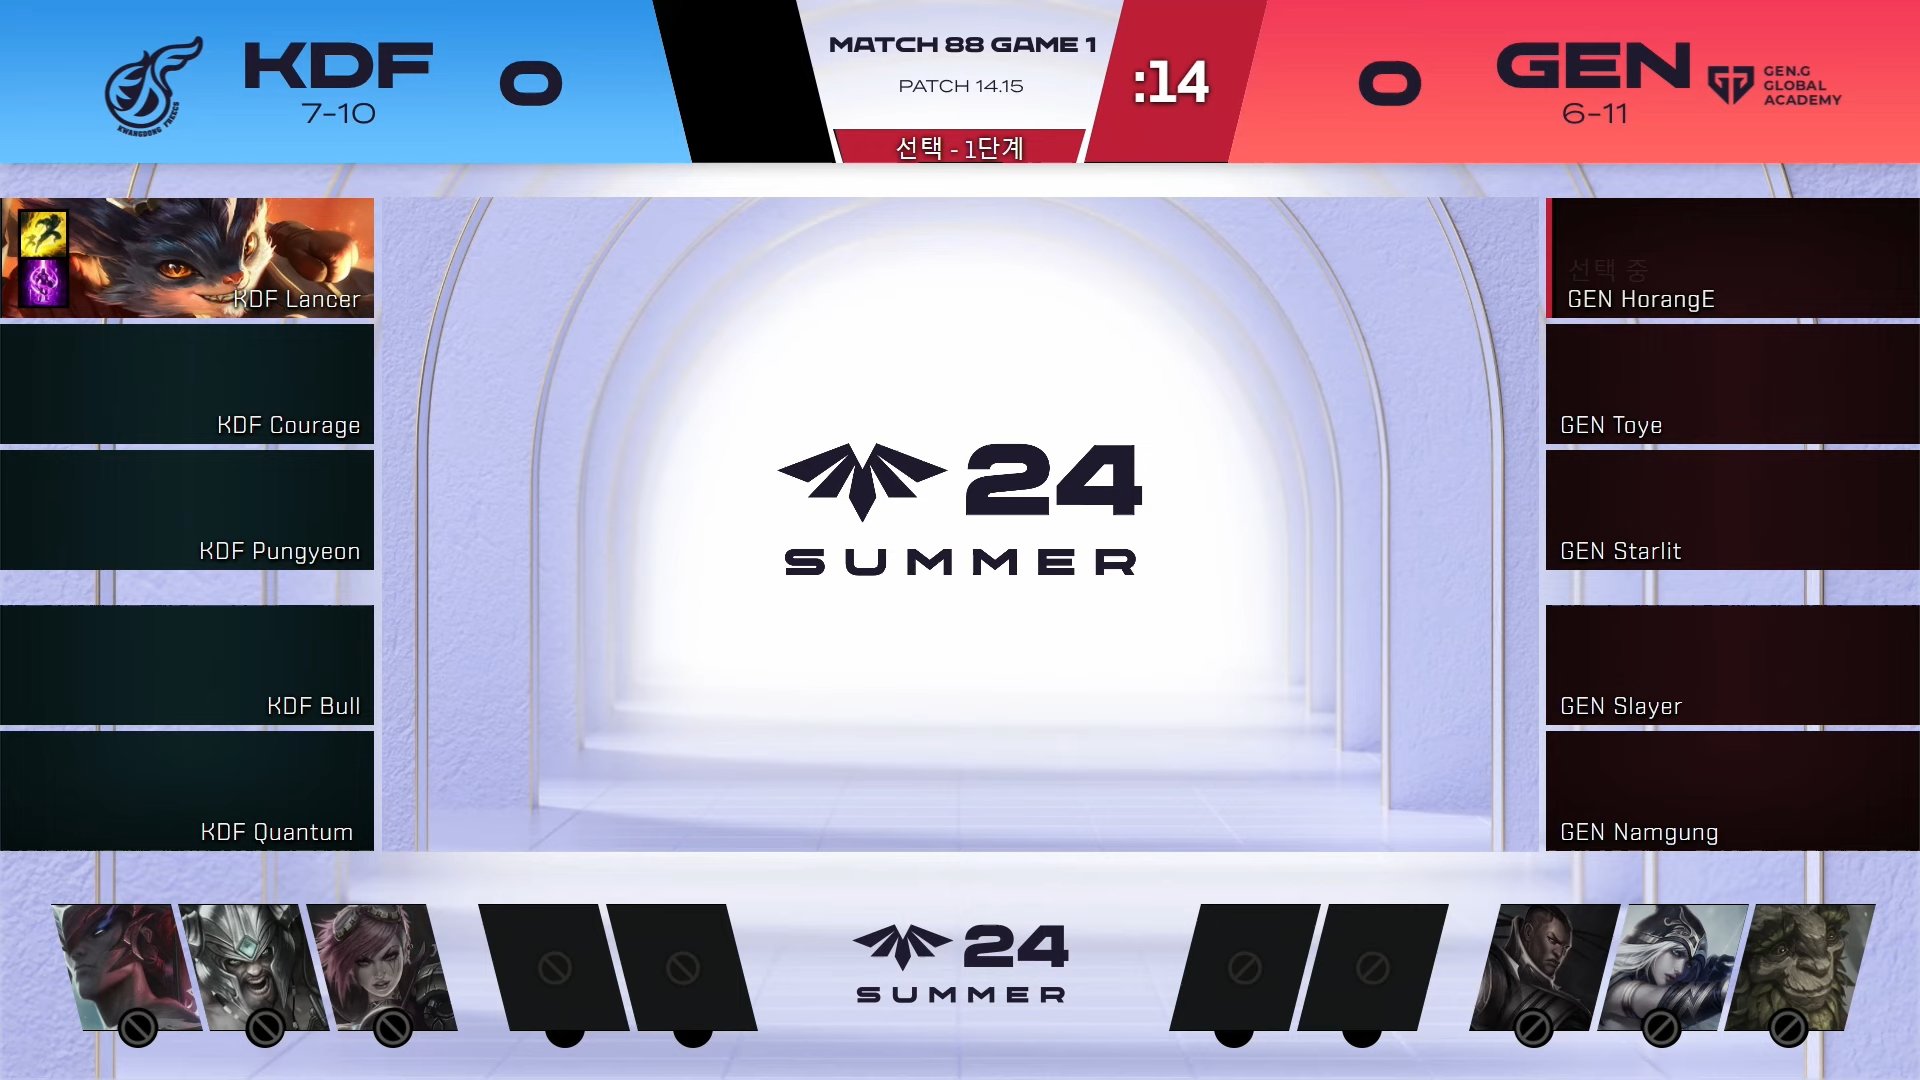 KDF
7-10
0
KWANGDONG FREECS
MATCH 88 GAME 1
PATCH 14.15
선택 - 1단계
:14
0
GEN
6-11
GEN.G
GLOBAL
ACADEMY
KDF Lancer
KDF Courage
KDF Pungyeon
KDF Bull
KDF Quantum
24
SUMMER
선택 중
GEN HorangE
GEN Toye
GEN Starlit
GEN Slayer
GEN Namgung
24
SUMMER